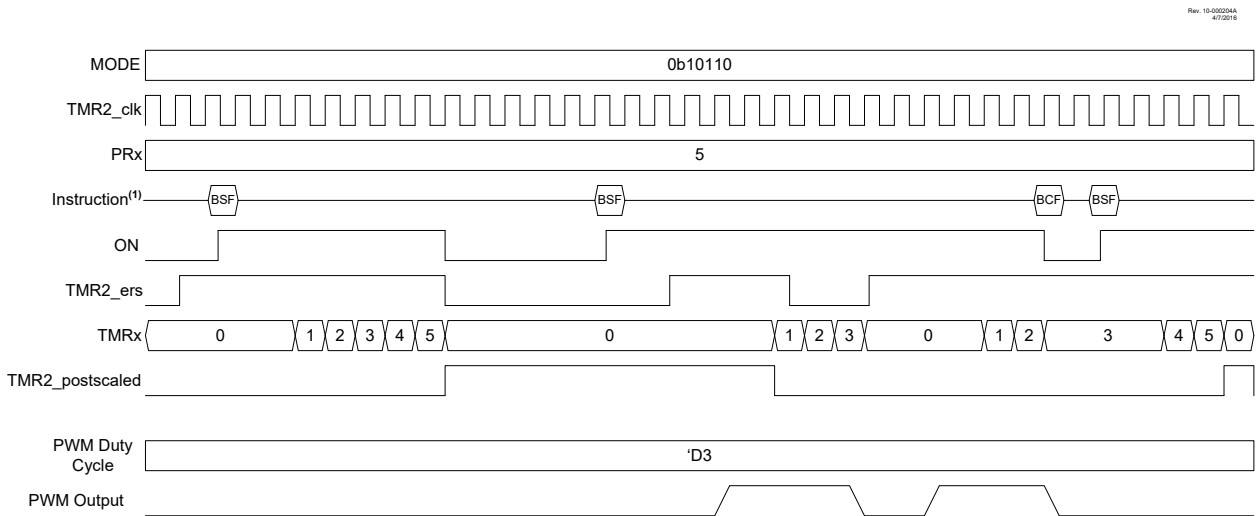 Rev. 10-000204A
4/7/2016
MODE 0b10110
TMR2_clk
PRx 5
Instruction(1) BSF BSF BCF BSF
ON
TMR2_ers
TMRx 0 1 2 3 4 5 0 1 2 3 0 1 2 3 4 5 0
TMR2_postscaled
PWM Duty
Cycle
‘D3
PWM Output